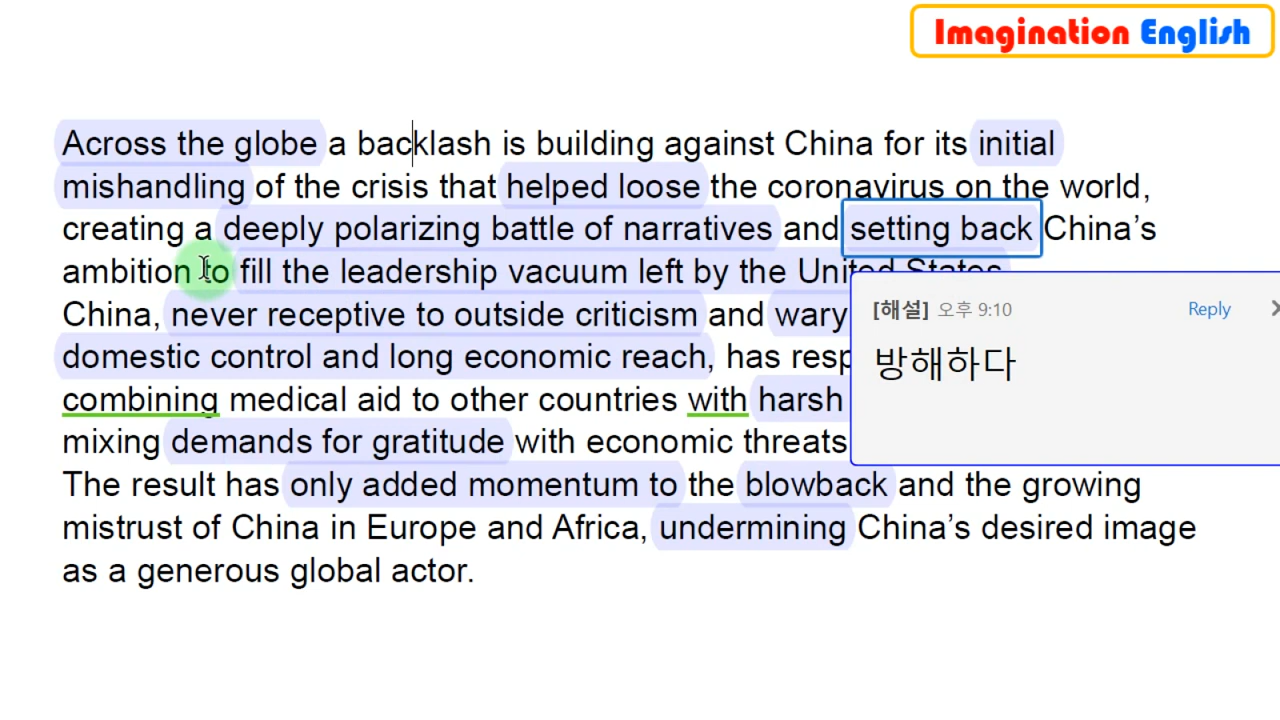 Imagination English
Across the globe a backlash is building against China for its initial
mishandling of the crisis that helped loose the coronavirus on the world,
creating a deeply polarizing battle of narratives and setting back China’s
ambition to fill the leadership vacuum left by the United States.
China, never receptive to outside criticism and wary
domestic control and long economic reach, has resp
combining medical aid to other countries with harsh
mixing demands for gratitude with economic threats
The result has only added momentum to the blowback and the growing
mistrust of China in Europe and Africa, undermining China’s desired image
as a generous global actor.
[해설] 오후 9:10 Reply
방해하다